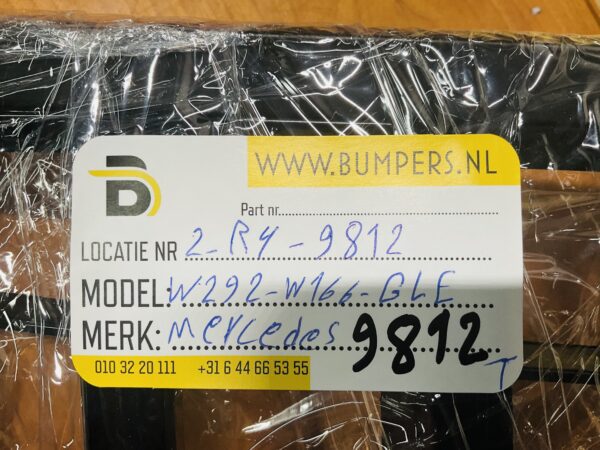 WWW.BUMPERS.NL
Part nr
LOCATIE NR 2-R4-9812
MODEL: W292-W166-GLE
MERK: mercedes 9812 T
010 32 20 111 +31 6 44 66 53 55